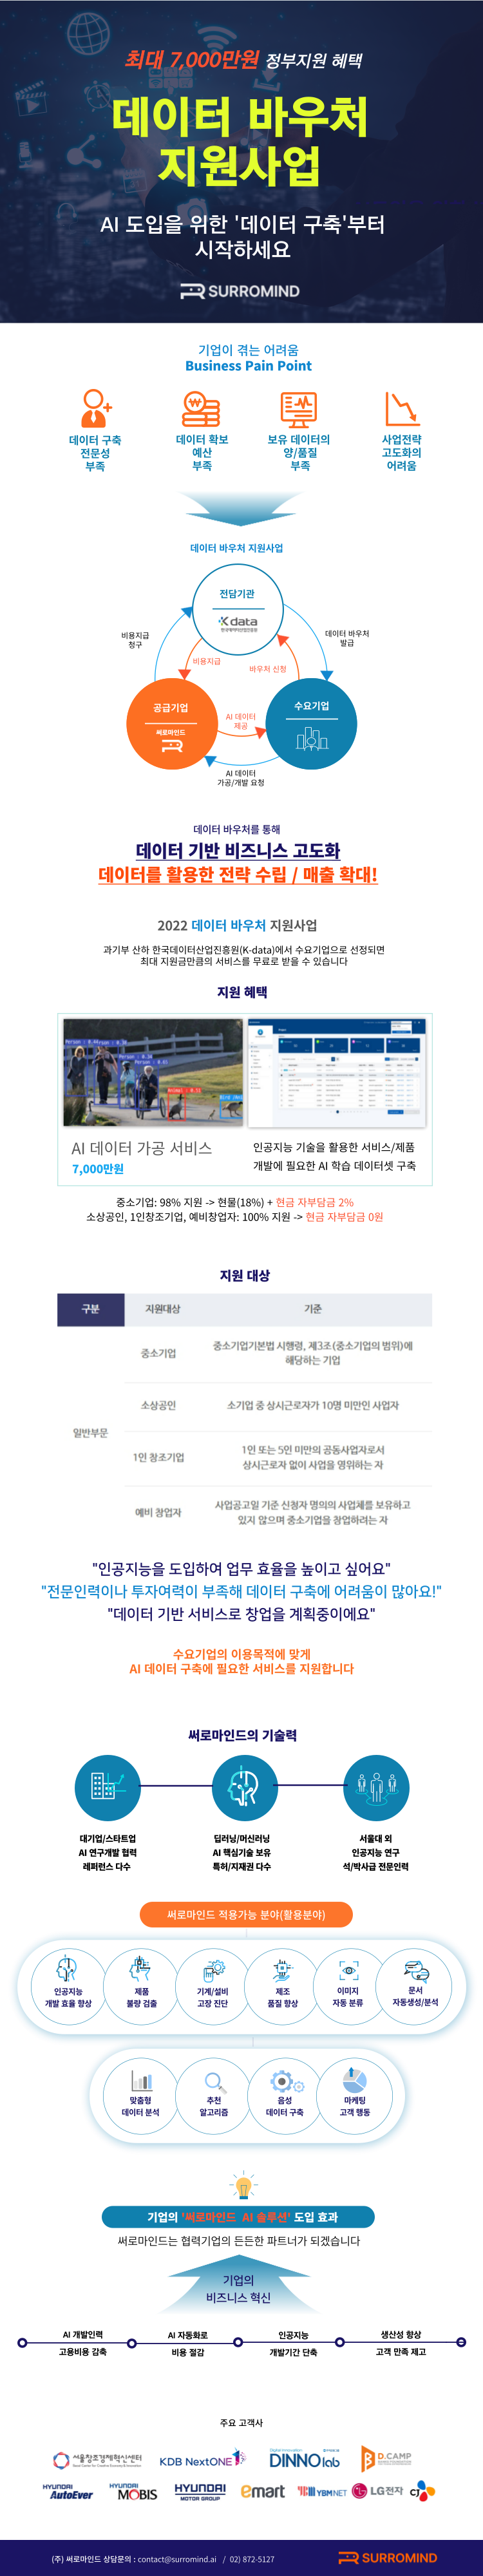 최대 7,000만원 정부지원 혜택
데이터 바우처
지원사업
AI 도입을 위한 '데이터 구축'부터
시작하세요
SURROMIND
기업이 겪는 어려움
Business Pain Point
데이터 구축
전문성
부족
데이터 확보
예산
부족
보유 데이터의
양/품질
부족
사업전략
고도화의
어려움
데이터 바우처 지원사업
전담기관
Kdata
한국데이터산업진흥원
비용지급
청구
데이터 바우처
발급
비용지급
바우처 신청
공급기업
써로마인드
수요기업
AI 데이터
제공
AI 데이터
가공/개발 요청
데이터 바우처를 통해
데이터 기반 비즈니스 고도화
데이터를 활용한 전략 수립 / 매출 확대!
2022 데이터 바우처 지원사업
과기부 산하 한국데이터산업진흥원(K-data)에서 수요기업으로 선정되면
최대 지원금만큼의 서비스를 무료로 받을 수 있습니다
지원 혜택
AI 데이터 가공 서비스
7,000만원
인공지능 기술을 활용한 서비스/제품
개발에 필요한 AI 학습 데이터셋 구축
중소기업: 98% 지원 -> 현물(18%) + 현금 자부담금 2%
소상공인, 1인창조기업, 예비창업자: 100% 지원 -> 현금 자부담금 0원
지원 대상
구분 지원대상 기준
중소기업 중소기업기본법 시행령, 제3조(중소기업의 범위)에
해당하는 기업
소상공인 소기업 중 상시근로자가 10명 미만인 사업자
일반부문
1인 창조기업 1인 또는 5인 미만의 공동사업자로서
상시근로자 없이 사업을 영위하는 자
예비 창업자 사업공고일 기준 신청자 명의의 사업체를 보유하고
있지 않으며 중소기업을 창업하려는 자
"인공지능을 도입하여 업무 효율을 높이고 싶어요"
"전문인력이나 투자여력이 부족해 데이터 구축에 어려움이 많아요!"
"데이터 기반 서비스로 창업을 계획중이에요"
수요기업의 이용목적에 맞게
AI 데이터 구축에 필요한 서비스를 지원합니다
써로마인드의 기술력
대기업/스타트업
AI 연구개발 협력
레퍼런스 다수
딥러닝/머신러닝
AI 핵심기술 보유
특허/지재권 다수
서울대 외
인공지능 연구
석/박사급 전문인력
써로마인드 적용가능 분야(활용분야)
인공지능
개발 효율 향상
제품
불량 검출
기계/설비
고장 진단
제조
품질 향상
이미지
자동 분류
문서
자동생성/분석
맞춤형
데이터 분석
추천
알고리즘
음성
데이터 구축
마케팅
고객 행동
기업의 '써로마인드 AI 솔루션' 도입 효과
써로마인드는 협력기업의 든든한 파트너가 되겠습니다
기업의
비즈니스 혁신
AI 개발인력
고용비용 감축
AI 자동화로
비용 절감
인공지능
개발기간 단축
생산성 향상
고객 만족 제고
주요 고객사
서울창조경제혁신센터
KDB NextONE
DINNOlab
D.CAMP
HYUNDAI
AutoEver
HYUNDAI
MOBIS
HYUNDAI
MOTOR GROUP
emart
YBMNET
LG전자
CJ
(주) 써로마인드 상담문의 : contact@surromind.ai / 02) 872-5127
SURROMIND